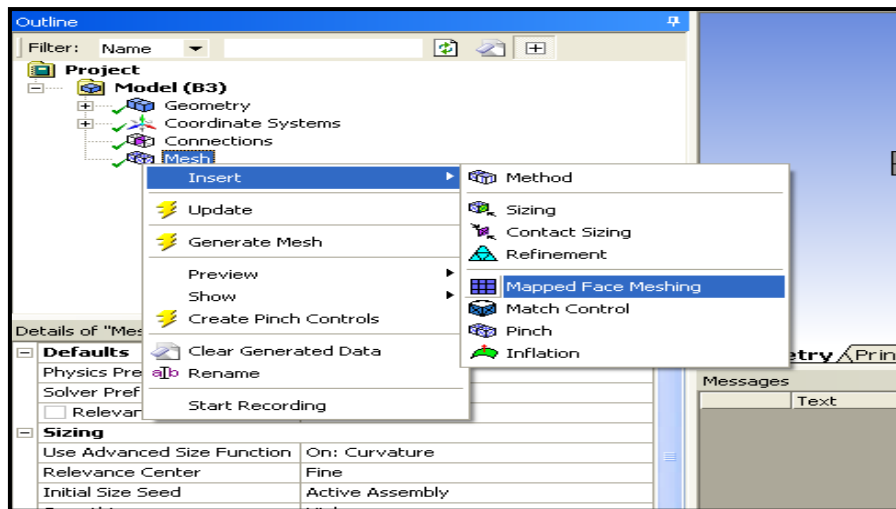 Outline
Filter: Name
Project
Model (B3)
Geometry
Coordinate Systems
Connections
Mesh
Insert
Update
Generate Mesh
Preview
Show
Create Pinch Controls
Clear Generated Data
Rename
Start Recording
Method
Sizing
Contact Sizing
Refinement
Mapped Face Meshing
Match Control
Pinch
Inflation
Details of "Mes
Defaults
Physics Pre
Solver Pref
Relevan
Sizing
Use Advanced Size Function On: Curvature
Relevance Center Fine
Initial Size Seed Active Assembly
etry Prin
Messages
Text